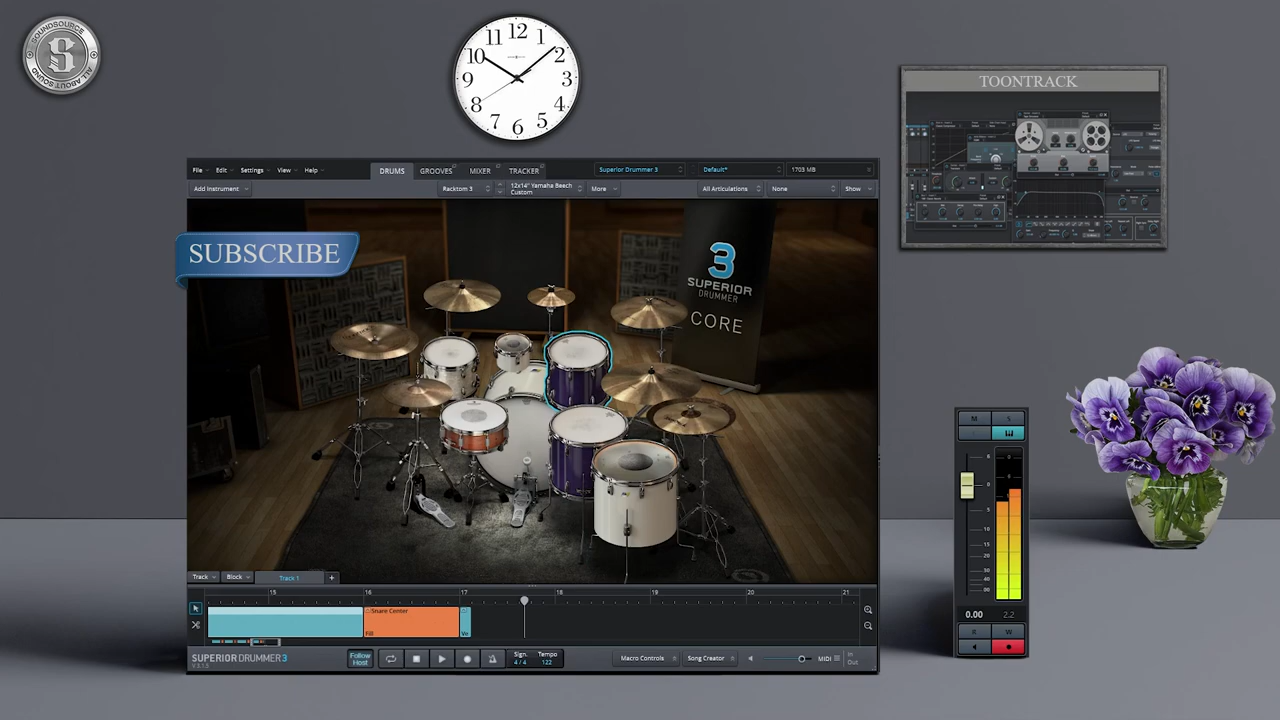 SOUNDSOURCE
S
ALL ABOUT SOUND
12
11 1
10 2
9 3
8 4
7 5
6
TOONTRACK
File Edit Settings View Help
DRUMS GROOVES MIXER TRACKER
Superior Drummer 3 Default* 1703 MB
Add Instrument
Racktom 3
12x14" Yamaha Beech Custom
More
All Articulations None Show
SUBSCRIBE
3
SUPERIOR
DRUMMER
CORE
M S
0.00 2.2
R W
Track Block Track 1 +
15 16 17 18 19 20 21
Snare Center
Fill Ve
SUPERIOR DRUMMER 3
Follow Host
Sign. 4/4
Tempo 122
Macro Controls Song Creator
MIDI In Out